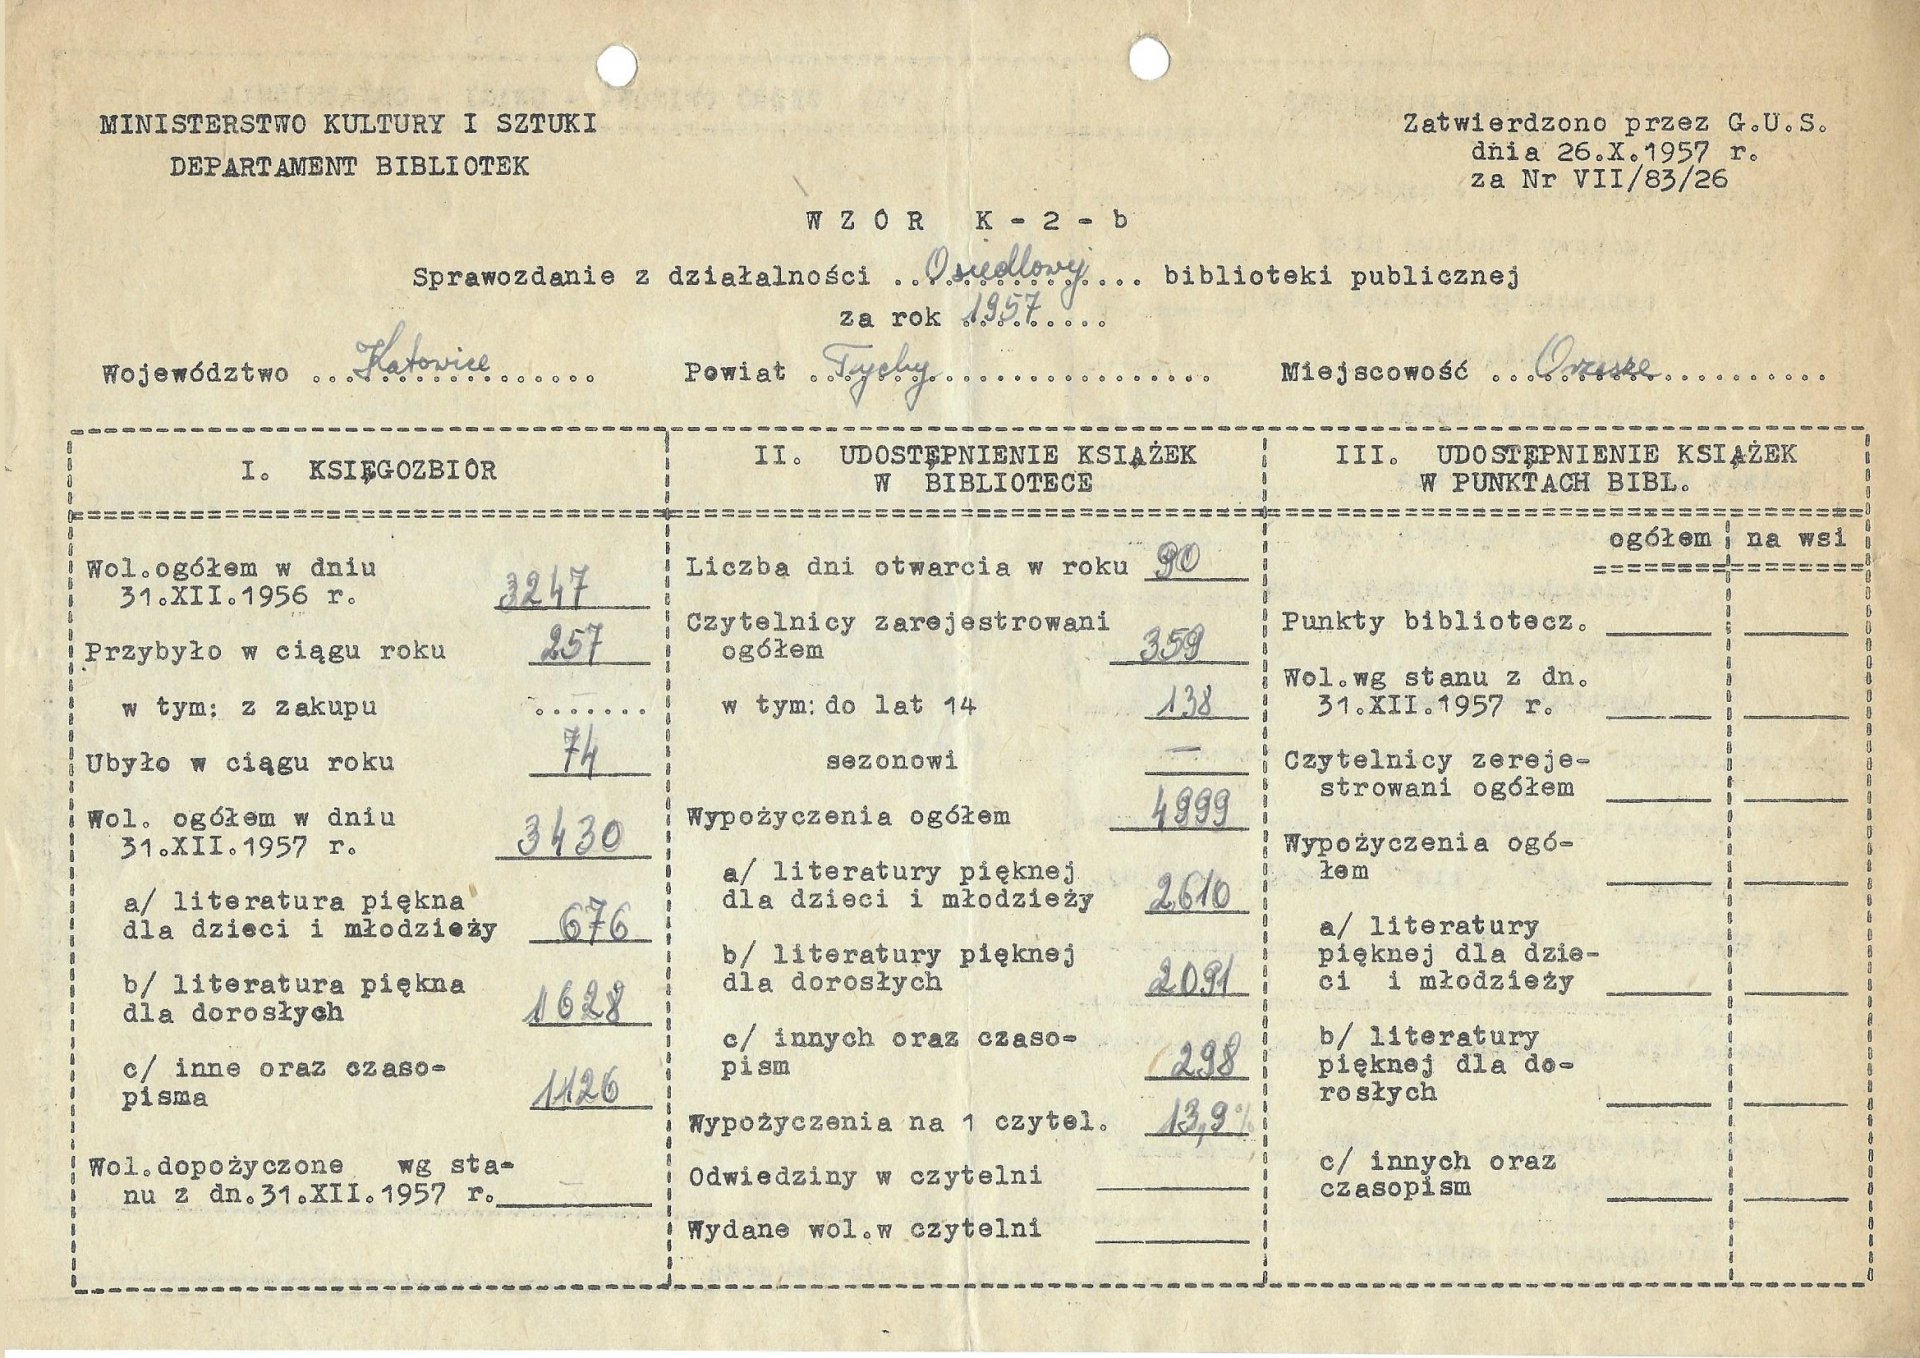 MINISTERSTWO KULTURY I SZTUKI
DEPARTAMENT BIBLIOTEK
Zatwierdzono przez G.U.S.
dnia 26.X.1957 r.
za Nr VII/83/26
W Z O R K - 2 - b
Sprawozdanie z działalności Osiedlowej biblioteki publicznej
za rok 1957
Województwo Katowice Powiat Tychy Miejscowość Orzesze
I. KSIĘGOZBIOR
Wol.ogółem w dniu
31.XII.1956 r. 3247
Przybyło w ciągu roku 257
w tym: z zakupu .......
Ubyło w ciągu roku 74
Wol. ogółem w dniu
31.XII.1957 r. 3430
a/ literatura piękna
dla dzieci i młodzieży 676
b/ literatura piękna
dla dorosłych 1628
c/ inne oraz czaso-
pisma 1126
Wol.dopożyczone wg sta-
nu z dn.31.XII.1957 r. —
II. UDOSTĘPNIENIE KSIĄŻEK
W BIBLIOTECE
Liczba dni otwarcia w roku 90
Czytelnicy zarejestrowani
ogółem 359
w tym: do lat 14 138
sezonowi —
Wypożyczenia ogółem 4999
a/ literatury pięknej
dla dzieci i młodzieży 2610
b/ literatury pięknej
dla dorosłych 2091
c/ innych oraz czaso-
pism 298
Wypożyczenia na 1 czytel. 13,9%
Odwiedziny w czytelni
Wydane wol.w czytelni
III. UDOSTĘPNIENIE KSIĄŻEK
W PUNKTACH BIBL.
ogółem na wsi
Punkty bibliotecz.
Wol.wg stanu z dn.
31.XII.1957 r.
Czytelnicy zereje-
strowani ogółem
Wypożyczenia ogó-
łem
a/ literatury
pięknej dla dzie-
ci i młodzieży
b/ literatury
pięknej dla do-
rosłych
c/ innych oraz
czasopism